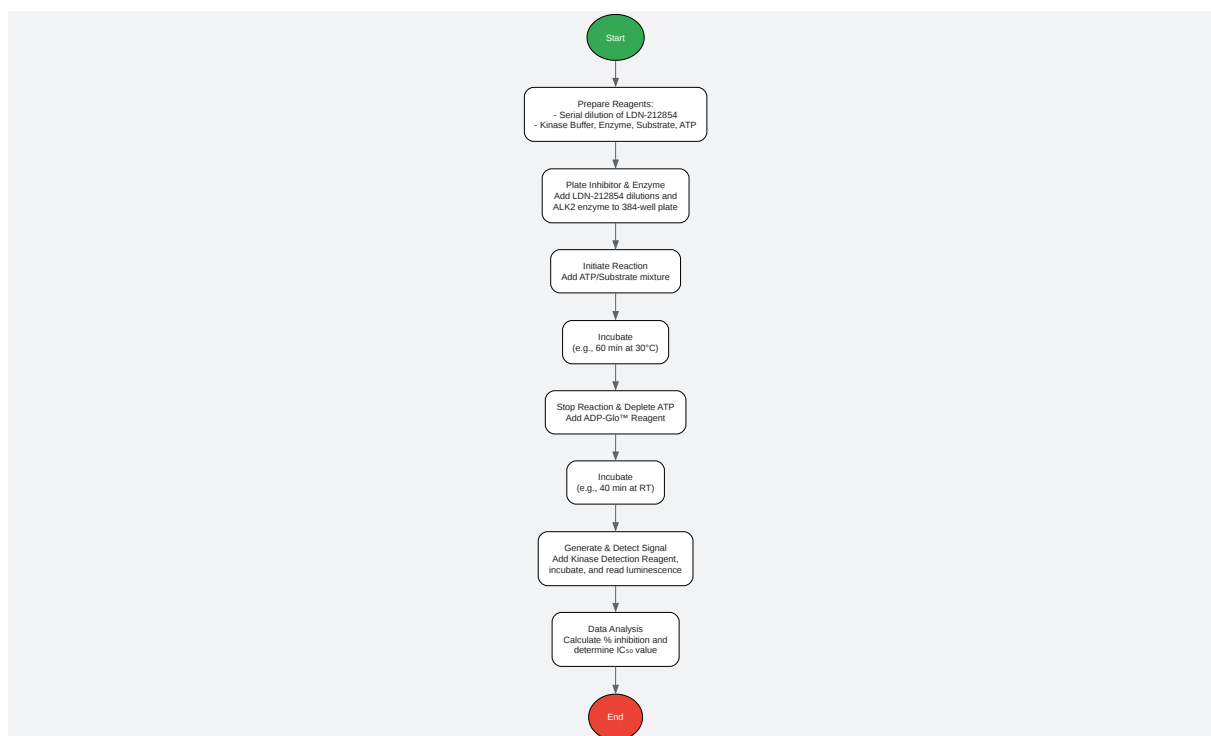 Start
Prepare Reagents:
- Serial dilution of LDN-212854
- Kinase Buffer, Enzyme, Substrate, ATP
Plate Inhibitor & Enzyme
Add LDN-212854 dilutions and
ALK2 enzyme to 384-well plate
Initiate Reaction
Add ATP/Substrate mixture
Incubate
(e.g., 60 min at 30°C)
Stop Reaction & Deplete ATP
Add ADP-Glo™ Reagent
Incubate
(e.g., 40 min at RT)
Generate & Detect Signal
Add Kinase Detection Reagent,
incubate, and read luminescence
Data Analysis
Calculate % inhibition and
determine IC₅₀ value
End